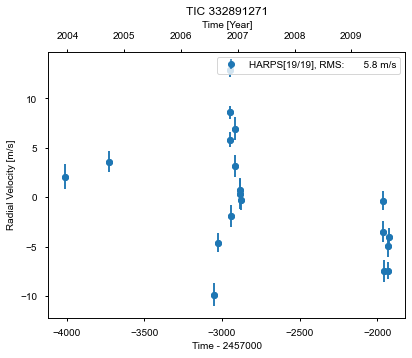 TIC 332891271
Time [Year]
2004 2005 2006 2007 2008 2009
HARPS[19/19], RMS: 5.8 m/s
10
5
0
−5
−10
Radial Velocity [m/s]
−4000 −3500 −3000 −2500 −2000
Time - 2457000